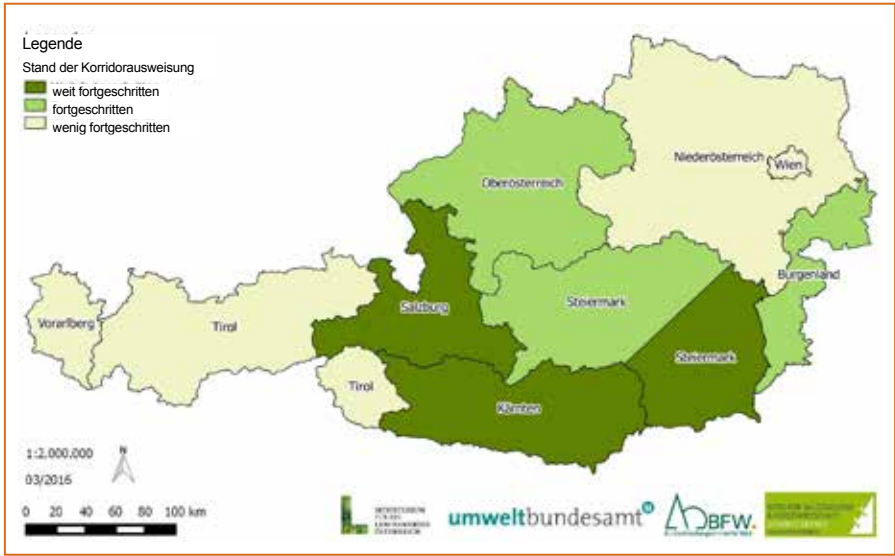 Legende
Stand der Korridorausweisung
weit fortgeschritten
fortgeschritten
wenig fortgeschritten
Niederösterreich
Wien
Oberösterreich
Burgenland
Salzburg
Steiermark
Vorarlberg
Tirol
Steiermark
Tirol
Kärnten
1:2.000.000
N
03/2016
0 20 40 60 80 100 km
umweltbundesamt
BFW.